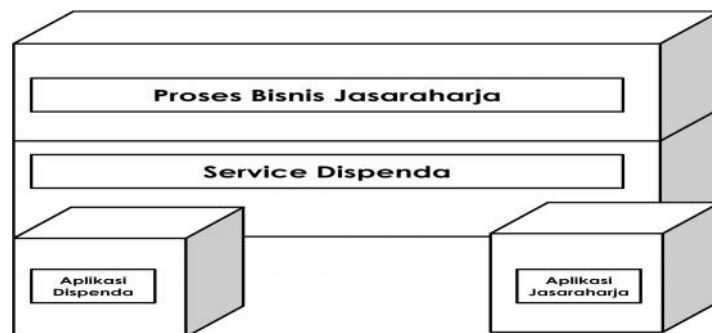 Proses Bisnis Jasaraharja
Service Dispenda
Aplikasi
Dispenda
Aplikasi
Jasaraharja